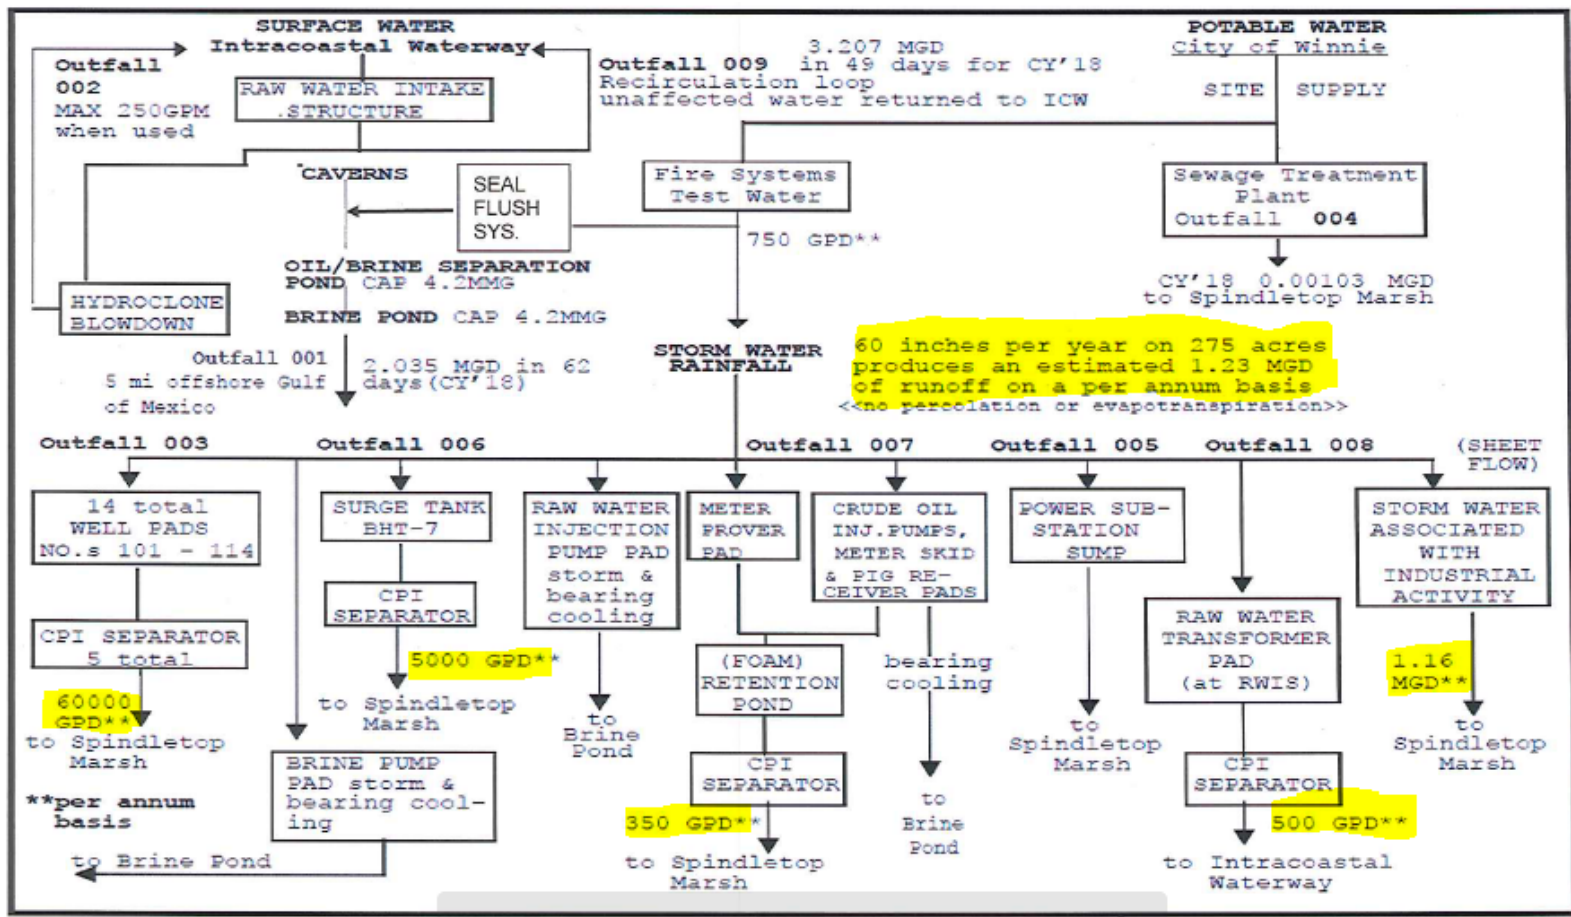 SURFACE WATER
Intracoastal Waterway
Outfall
002
MAX 250GPM
when used
RAW WATER INTAKE
.STRUCTURE
3.207 MGD
Outfall 009 in 49 days for CY'18
Recirculation loop
unaffected water returned to ICW
POTABLE WATER
City of Winnie
SITE SUPPLY
CAVERNS
SEAL
FLUSH
SYS.
Fire Systems
Test Water
750 GPD**
Sewage Treatment
Plant
Outfall 004
CY'18 0.00103 MGD
to Spindletop Marsh
HYDROCLONE
BLOWDOWN
OIL/BRINE SEPARATION
POND CAP 4.2MMG
BRINE POND CAP 4.2MMG
Outfall 001
5 mi offshore Gulf
of Mexico
2.035 MGD in 62
days(CY'18)
STORM WATER
RAINFALL
60 inches per year on 275 acres
produces an estimated 1.23 MGD
of runoff on a per annum basis
<<no percolation or evapotranspiration>>
Outfall 003
Outfall 006
Outfall 007
Outfall 005
Outfall 008
(SHEET
FLOW)
14 total
WELL PADS
NO.s 101 - 114
CPI SEPARATOR
5 total
60000
GPD**
to Spindletop
Marsh
**per annum
basis
SURGE TANK
BHT-7
CPI
SEPARATOR
5000 GPD**
to Spindletop
Marsh
BRINE PUMP
PAD storm &
bearing cool-
ing
to Brine Pond
RAW WATER
INJECTION
PUMP PAD
storm &
bearing
cooling
to
Brine
Pond
METER
PROVER
PAD
(FOAM)
RETENTION
POND
CPI
SEPARATOR
350 GPD**
to Spindletop
Marsh
CRUDE OIL
INJ.PUMPS,
METER SKID
& PIG RE-
CEIVER PADS
bearing
cooling
to
Brine
Pond
POWER SUB-
STATION
SUMP
to
Spindletop
Marsh
RAW WATER
TRANSFORMER
PAD
(at RWIS)
CPI
SEPARATOR
500 GPD**
to Intracoastal
Waterway
STORM WATER
ASSOCIATED
WITH
INDUSTRIAL
ACTIVITY
1.16
MGD**
to
Spindletop
Marsh